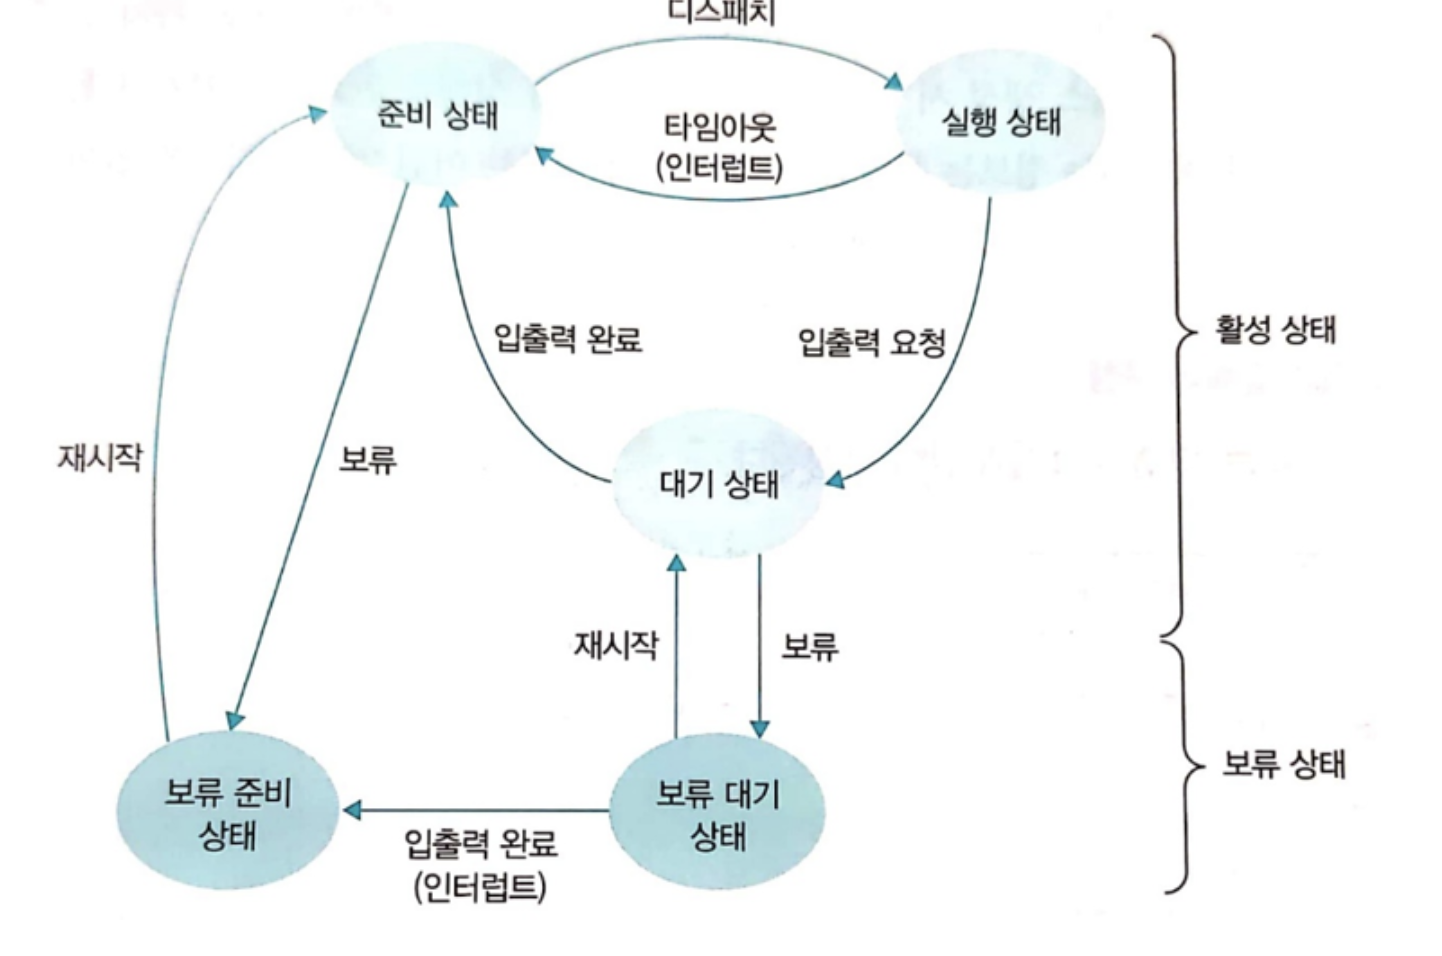 디스패치
준비 상태
실행 상태
타임아웃
(인터럽트)
입출력 완료
입출력 요청
활성 상태
재시작
보류
대기 상태
재시작
보류
보류 준비
상태
보류 대기
상태
보류 상태
입출력 완료
(인터럽트)